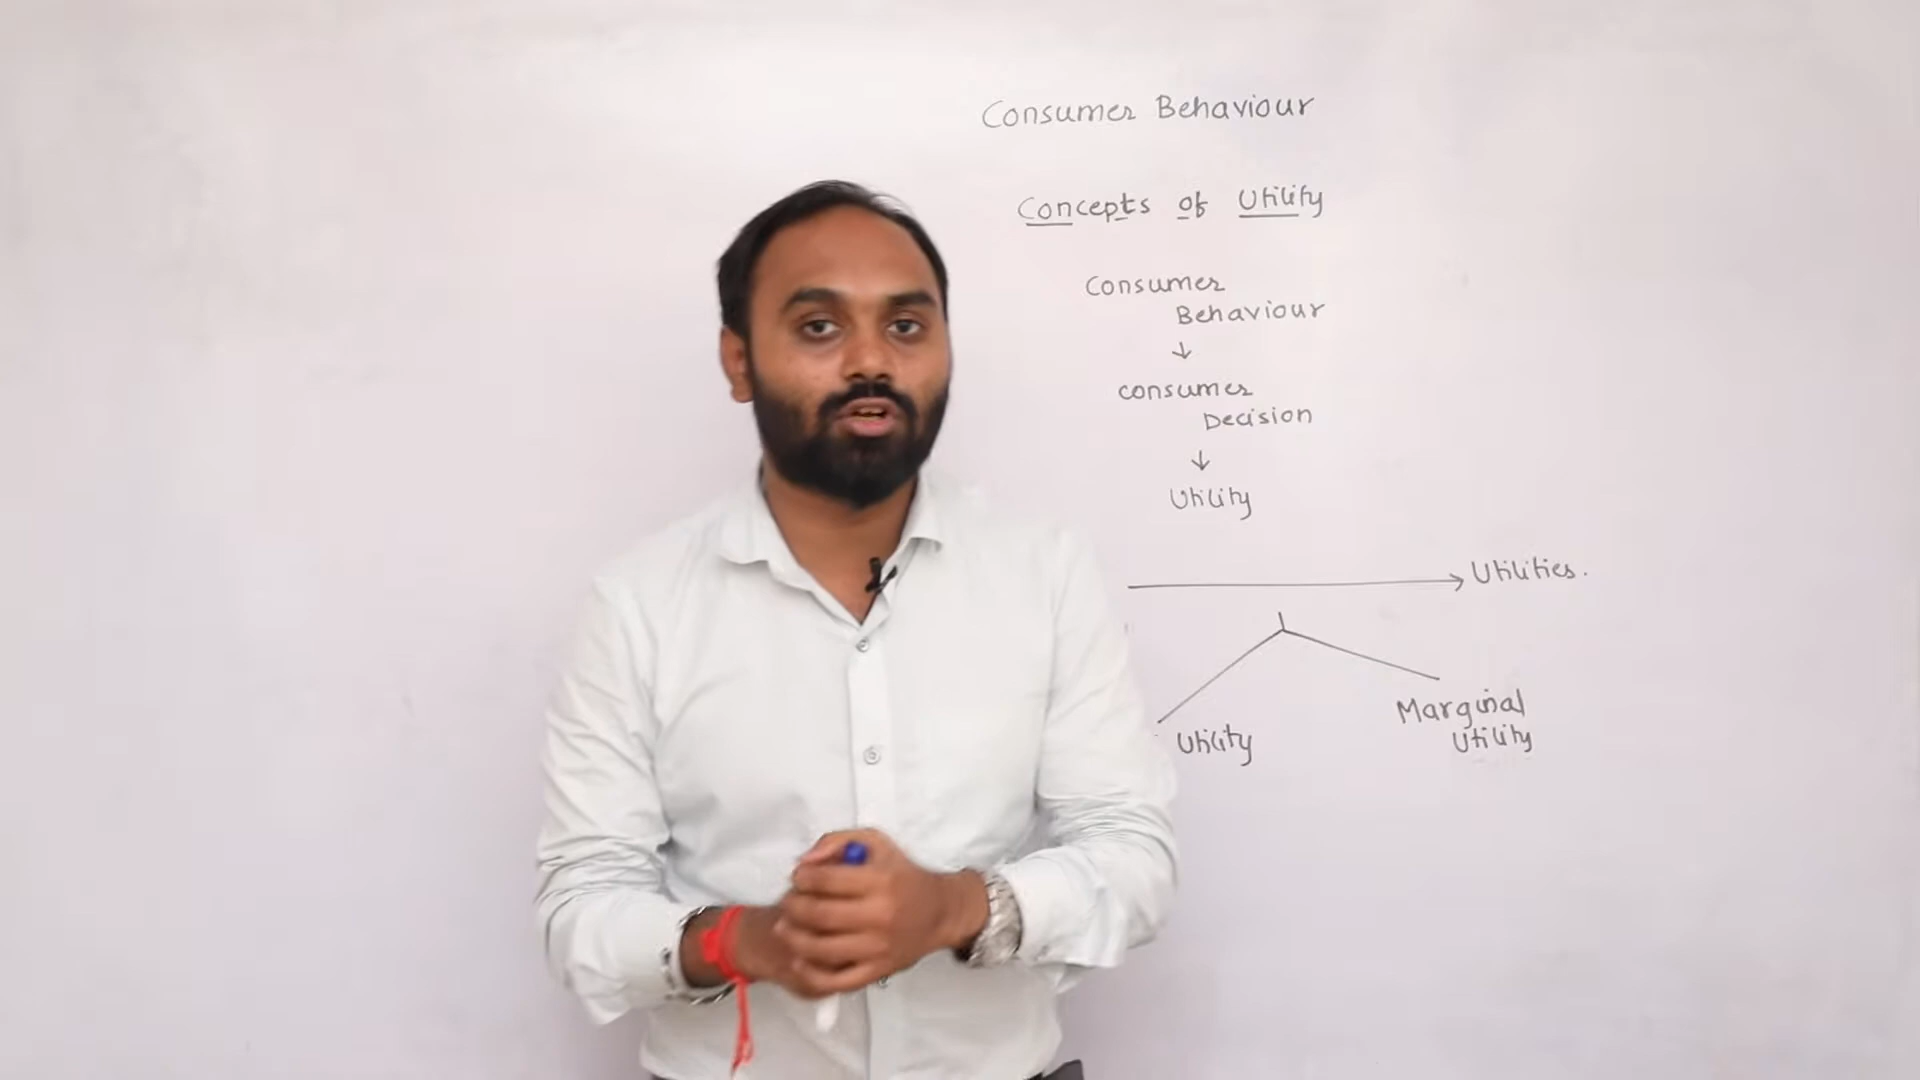 Consumer Behaviour
Concepts of Utility
Consumer
Behaviour
↓
consumer
Decision
↓
Utility
Utilities.
Utility
Marginal
Utility